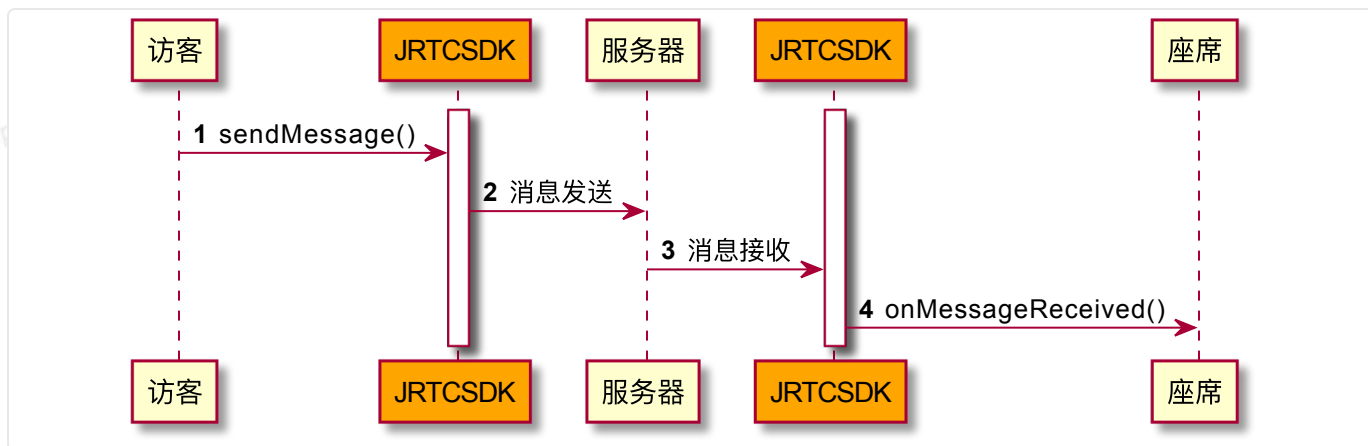 访客 JRTCSDK 服务器 JRTCSDK 座席
1 sendMessage()
2 消息发送
3 消息接收
4 onMessageReceived()
访客 JRTCSDK 服务器 JRTCSDK 座席